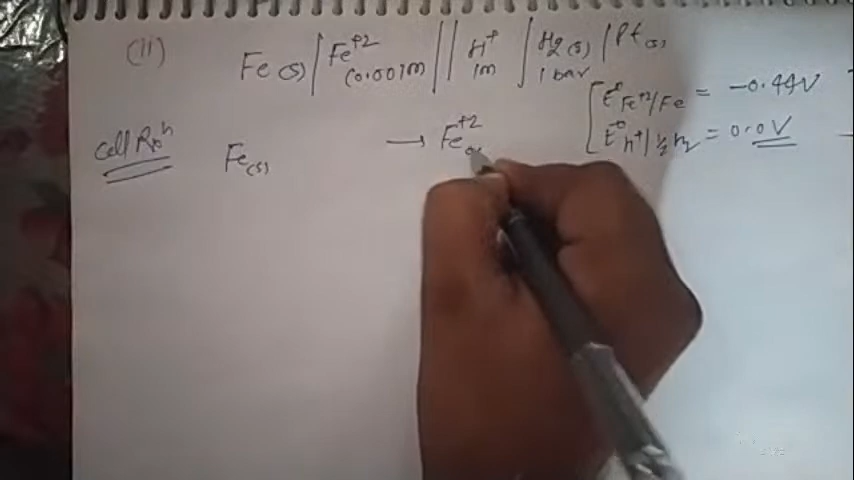 (ii) Fe(s) | Fe+2 (0.001m) || H+ 1m | H2(g) 1 bar | Pt(s)
[E° Fe+2/Fe = -0.44V
E° H+|½H2 = 0.0V
Cell Rxn Fe(s) → Fe+2